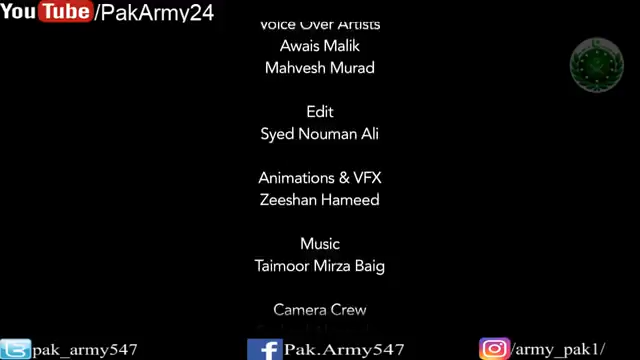 YouTube/PakArmy24
Voice Over Artists
Awais Malik
Mahvesh Murad
Edit
Syed Nouman Ali
Animations & VFX
Zeeshan Hameed
Music
Taimoor Mirza Baig
Camera Crew
pak_army547
Pak.Army547
/army_pak1/